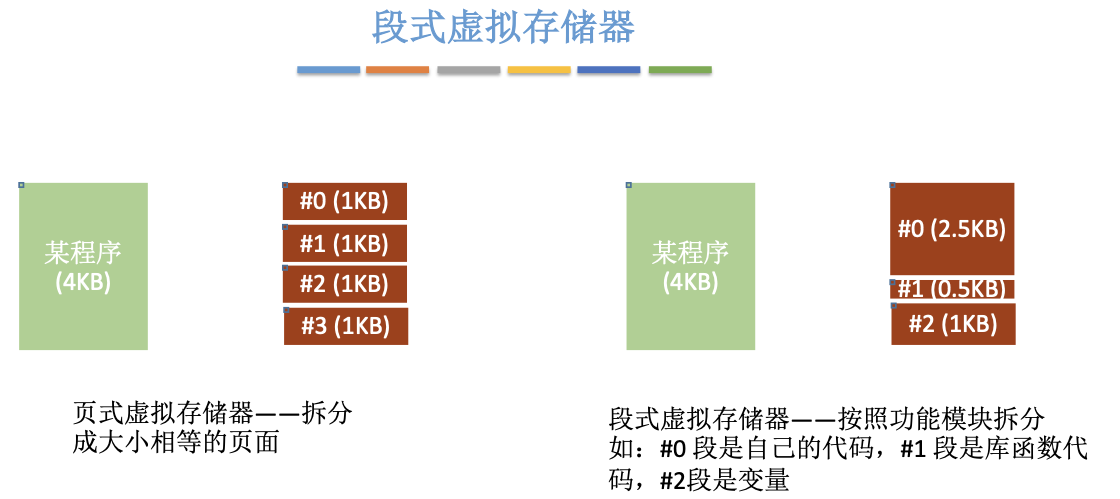 段式虚拟存储器
某程序
(4KB)
#0 (1KB)
#1 (1KB)
#2 (1KB)
#3 (1KB)
页式虚拟存储器——拆分
成大小相等的页面
某程序
(4KB)
#0 (2.5KB)
#1 (0.5KB)
#2 (1KB)
段式虚拟存储器——按照功能模块拆分
如：#0 段是自己的代码，#1 段是库函数代
码，#2段是变量